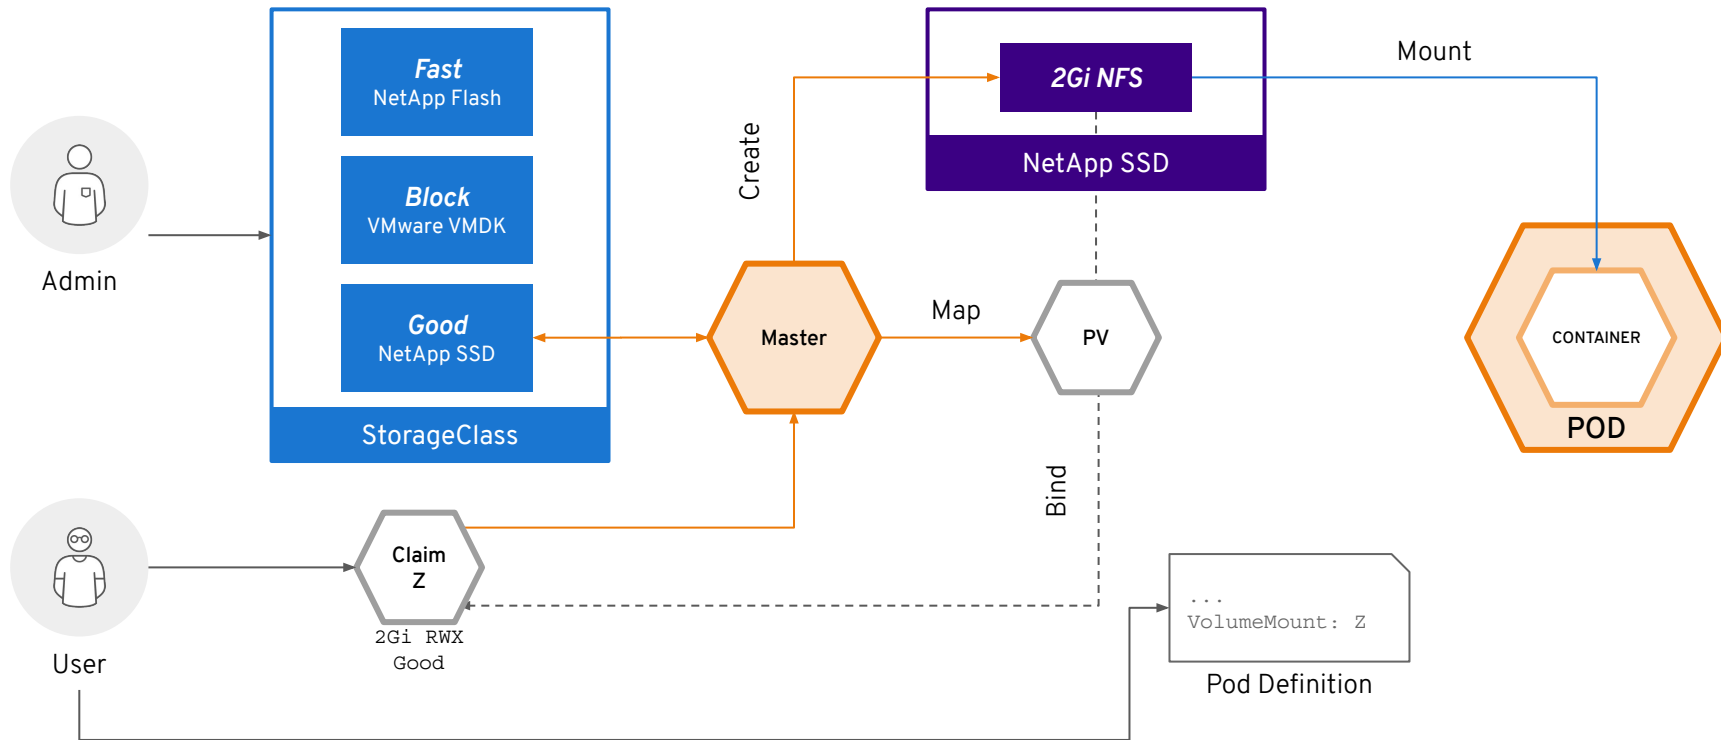 Fast
NetApp Flash
Block
VMware VMDK
Good
NetApp SSD
StorageClass
Admin
Create
2Gi NFS
NetApp SSD
Mount
Master
Map
PV
CONTAINER
POD
Bind
User
Claim
Z
2Gi RWX
Good
...
VolumeMount: Z
Pod Definition